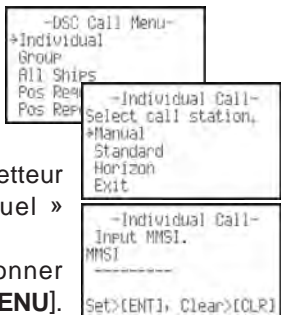 -DSC Call Menu-
→Individual
Group
All Ships
Pos Req
Pos Rep
-Individual Call-
Select call station.
→Manual
Standard
Horizon
Exit
etteur
uel »
onner
ENU].
-Individual Call-
Input MMSI.
MMSI
---------
Set>[ENT], Clear>[CLR]